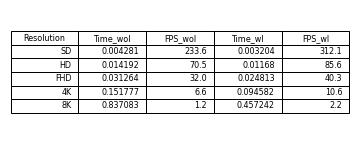 Resolution Time_wol FPS_wol Time_wl FPS_wl
SD 0.004281 233.6 0.003204 312.1
HD 0.014192 70.5 0.01168 85.6
FHD 0.031264 32.0 0.024813 40.3
4K 0.151777 6.6 0.094582 10.6
8K 0.837083 1.2 0.457242 2.2